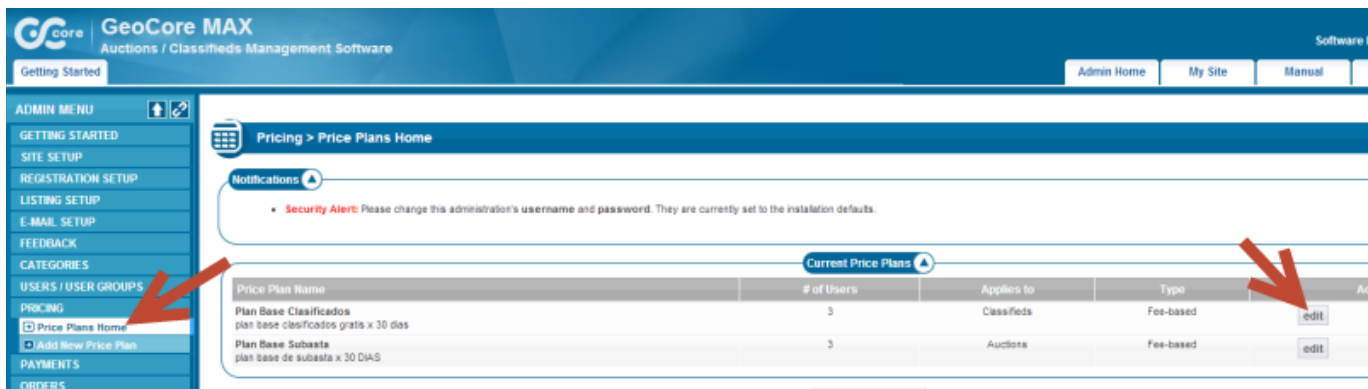 core GeoCore MAX
Auctions / Classifieds Management Software
Software
Getting Started
Admin Home My Site Manual
ADMIN MENU
GETTING STARTED
SITE SETUP
REGISTRATION SETUP
LISTING SETUP
E-MAIL SETUP
FEEDBACK
CATEGORIES
USERS / USER GROUPS
PRICING
Price Plans Home
Add New Price Plan
PAYMENTS
ORDERS
Pricing > Price Plans Home
Notifications
Security Alert: Please change this administration's username and password. They are currently set to the installation defaults.
Current Price Plans
Price Plan Name # of Users Applies to Type
Plan Base Clasificados 3 Classifieds Fee-based edit
plan base clasificados gratis x 30 dias
Plan Base Subasta 3 Auctions Fee-based edit
plan base de subasta x 30 DIAS